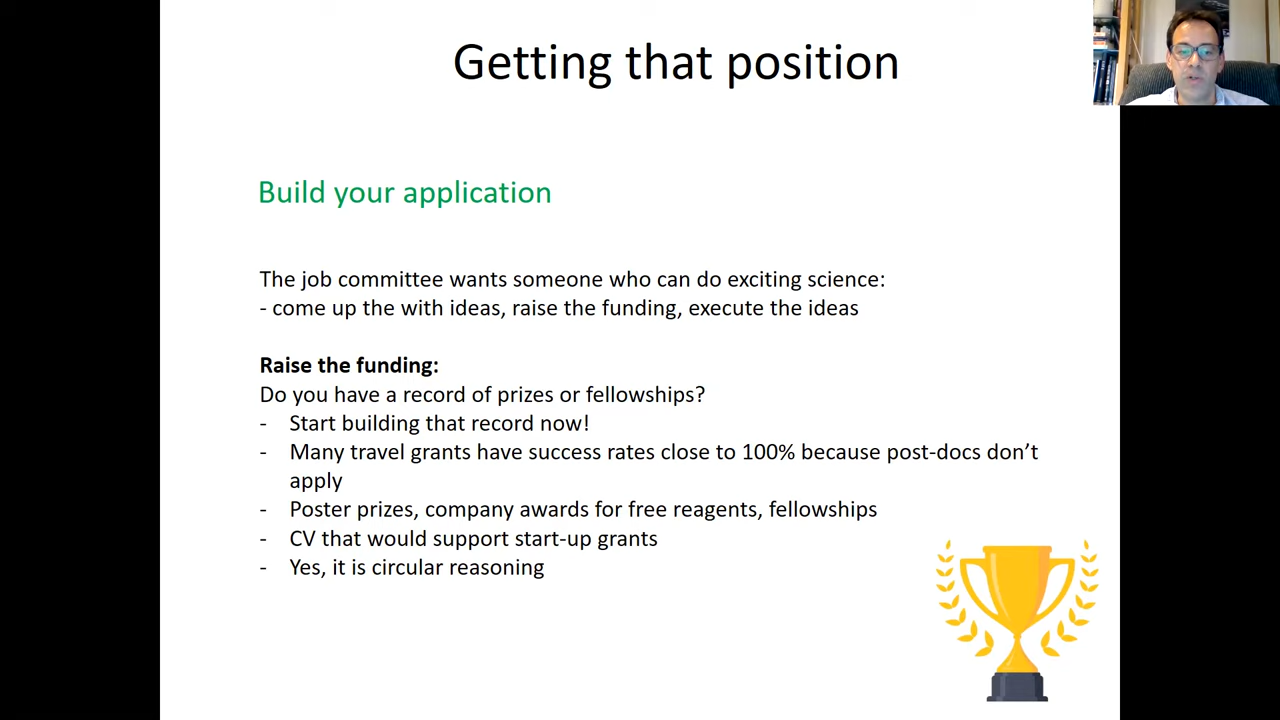 Getting that position
Build your application
The job committee wants someone who can do exciting science:
- come up the with ideas, raise the funding, execute the ideas
Raise the funding:
Do you have a record of prizes or fellowships?
- Start building that record now!
- Many travel grants have success rates close to 100% because post-docs don’t
apply
- Poster prizes, company awards for free reagents, fellowships
- CV that would support start-up grants
- Yes, it is circular reasoning